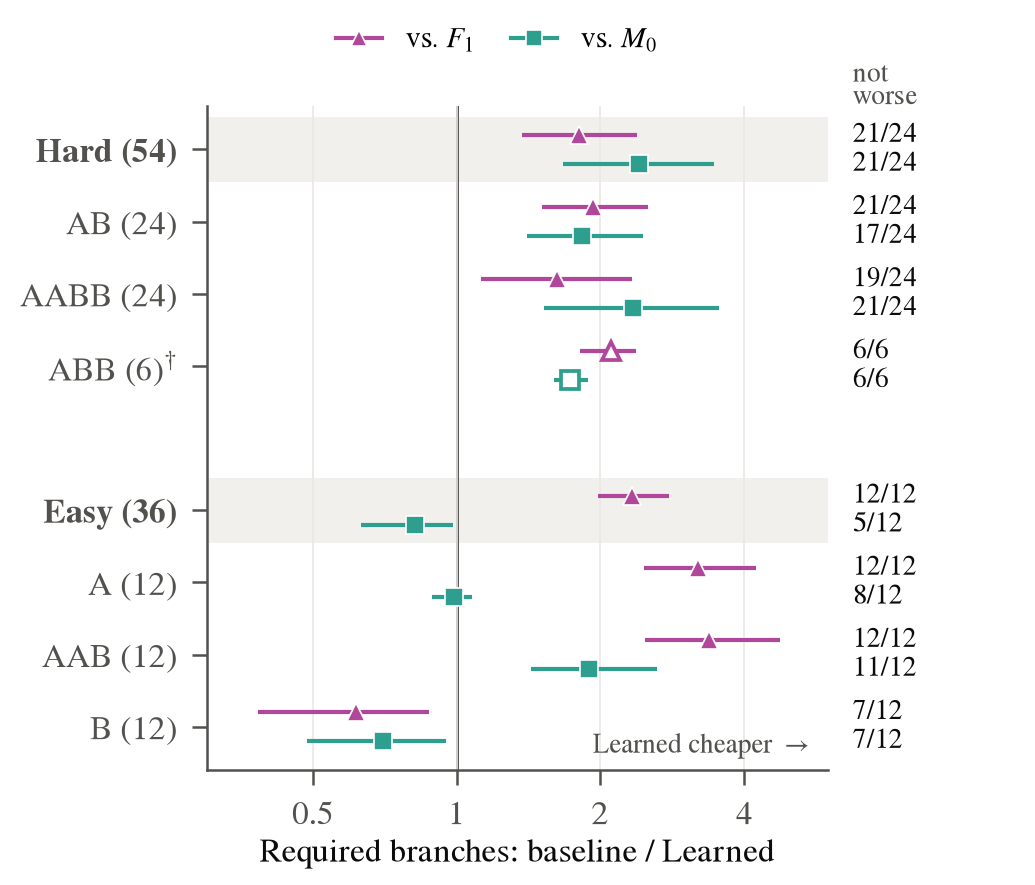 vs. F1 vs. M0
not
worse
Hard (54) 21/24
21/24
AB (24) 21/24
17/24
AABB (24) 19/24
21/24
ABB (6)† 6/6
6/6
Easy (36) 12/12
5/12
A (12) 12/12
8/12
AAB (12) 12/12
11/12
B (12) 7/12
7/12
Learned cheaper →
0.5 1 2 4
Required branches: baseline / Learned